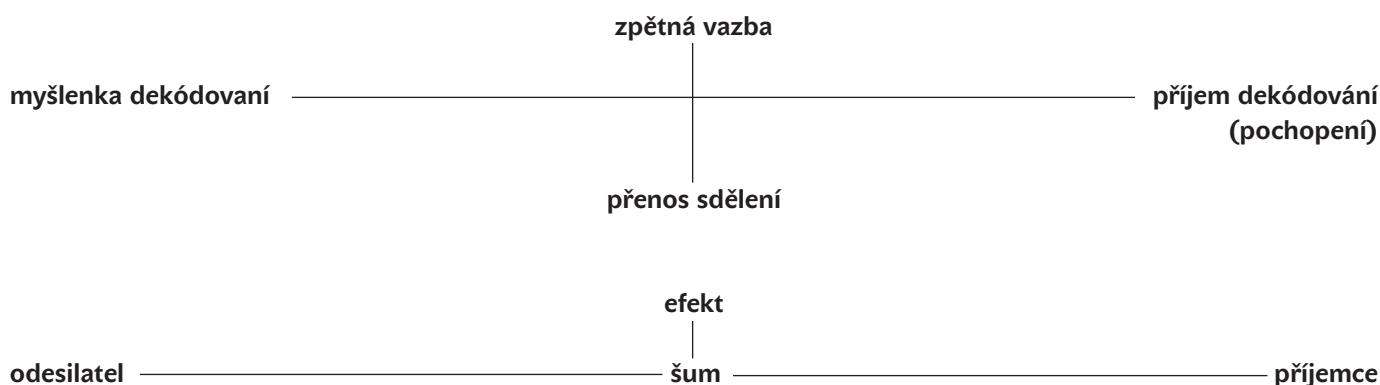 zpětná vazba
myšlenka dekódovaní příjem dekódování
(pochopení)
přenos sdělení
efekt
odesilatel šum příjemce